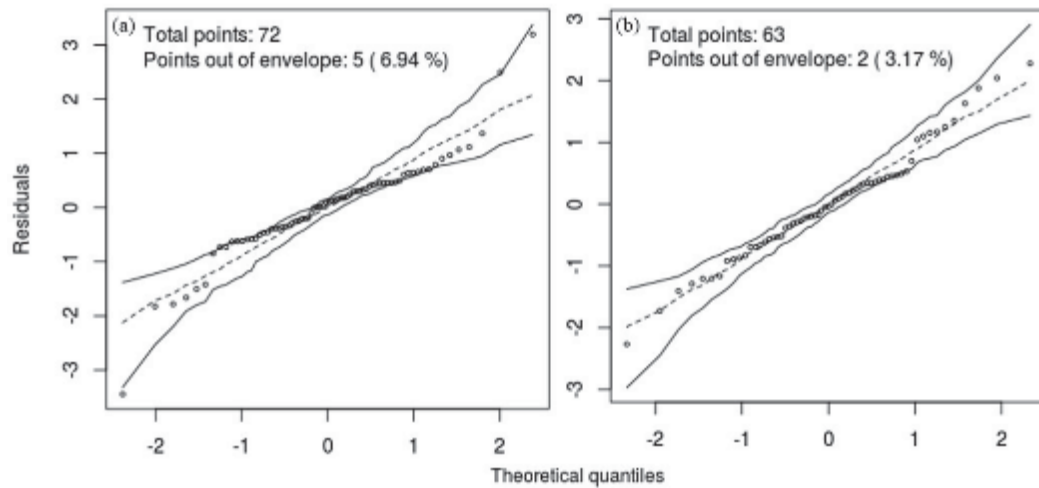 (a) Total points: 72
Points out of envelope: 5 ( 6.94 %)
(b) Total points: 63
Points out of envelope: 2 ( 3.17 %)
Residuals
3
2
1
0
-1
-2
-3
3
2
1
0
-1
-2
-3
-2 -1 0 1 2
-2 -1 0 1 2
Theoretical quantiles